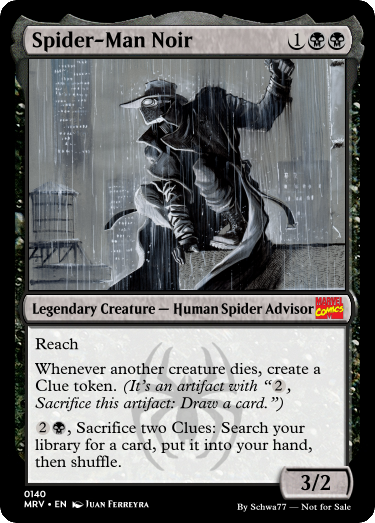 Spider-Man Noir 1
Legendary Creature — Human Spider Advisor MARVEL COMICS
Reach
Whenever another creature dies, create a
Clue token. (It's an artifact with “2,
Sacrifice this artifact: Draw a card.”)
2, Sacrifice two Clues: Search your
library for a card, put it into your hand,
then shuffle.
3/2
0140
MRV • EN Juan Ferreyra
By Schwa77 — Not for Sale